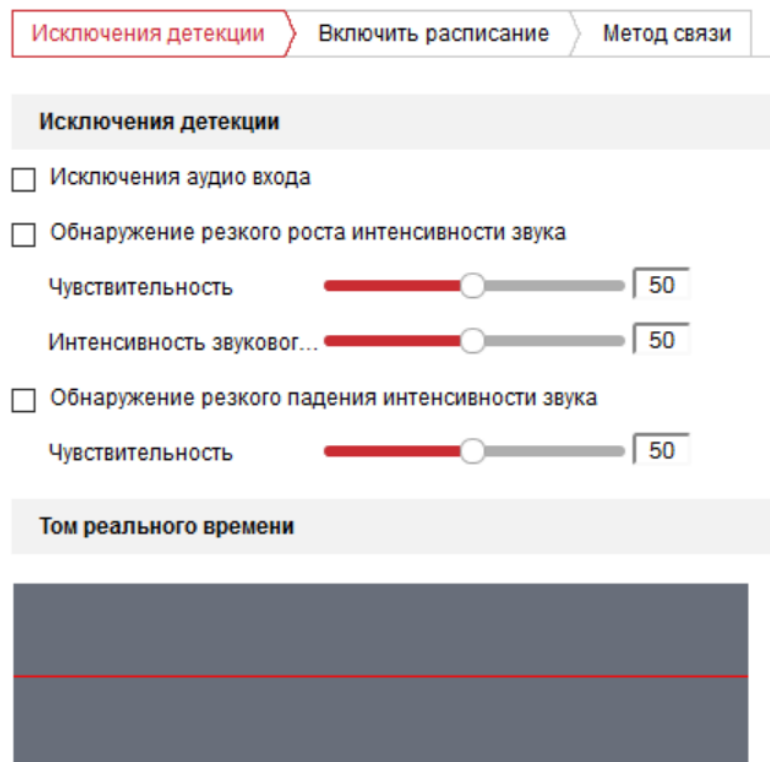 Исключения детекции
Включить расписание
Метод связи
Исключения детекции
Исключения аудио входа
Обнаружение резкого роста интенсивности звука
Чувствительность 50
Интенсивность звуковог... 50
Обнаружение резкого падения интенсивности звука
Чувствительность 50
Том реального времени